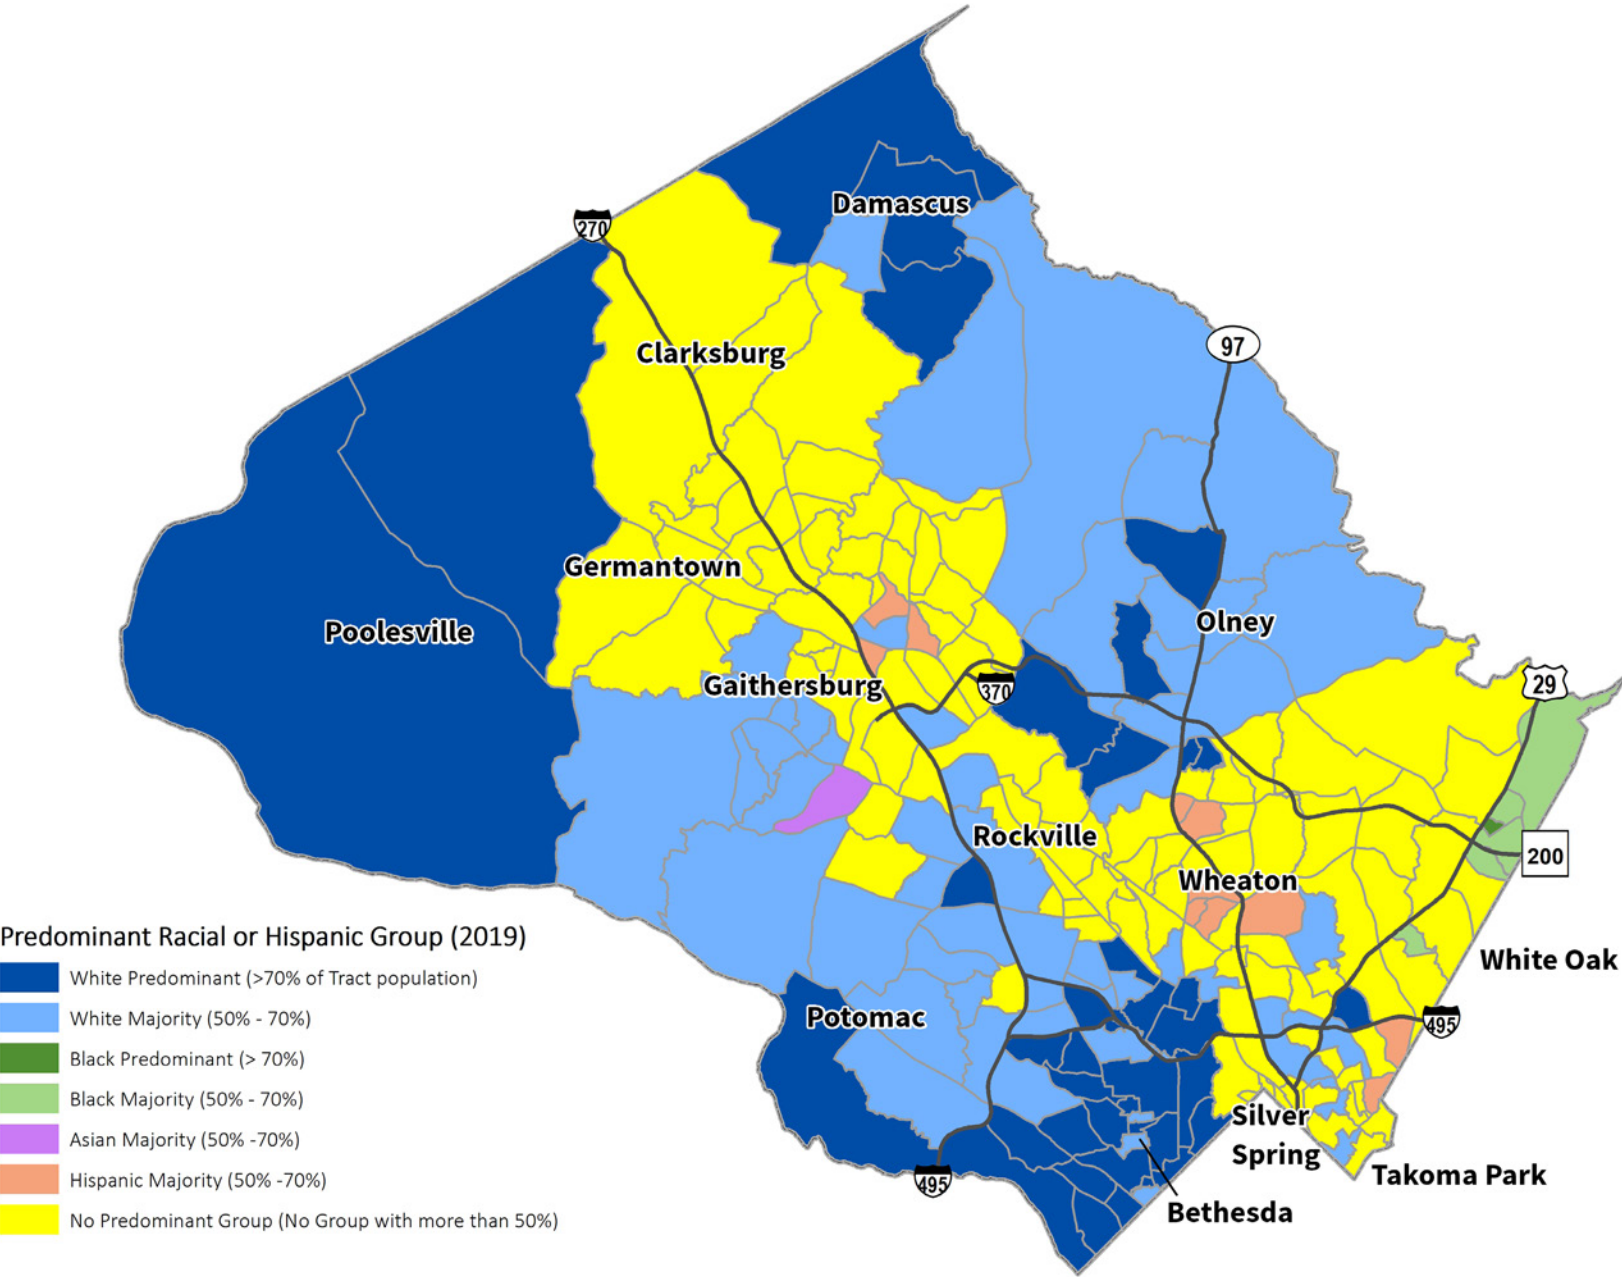 Damascus
270
97
Clarksburg
Germantown
Poolesville
Olney
Gaithersburg
370
29
Rockville
200
Wheaton
White Oak
Predominant Racial or Hispanic Group (2019)
White Predominant (>70% of Tract population)
White Majority (50% - 70%)
Black Predominant (> 70%)
Black Majority (50% - 70%)
Asian Majority (50% -70%)
Hispanic Majority (50% -70%)
No Predominant Group (No Group with more than 50%)
Potomac
495
Silver
Spring
Takoma Park
495
Bethesda